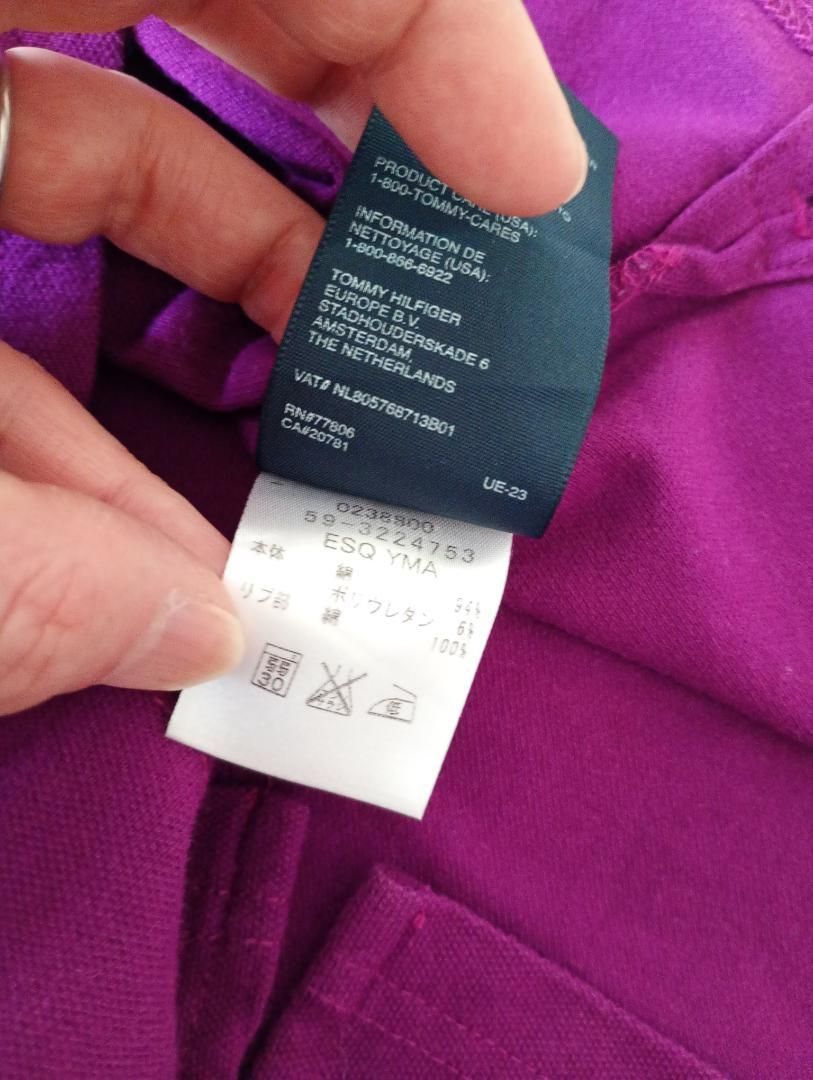 PRODUCT CARE (USA):
1-800-TOMMY-CARES
INFORMATION DE
NETTOYAGE (USA):
1-800-866-6922
TOMMY HILFIGER
EUROPE B.V.
STADHOUDERSKADE 6
AMSTERDAM,
THE NETHERLANDS
VAT# NL805768713B01
RN#77806
CA#20781
UE-23
0238800
59-3224753
ESQ YMA
本体 綿 94%
ポリウレタン 6%
リブ部 綿 100%
30
低